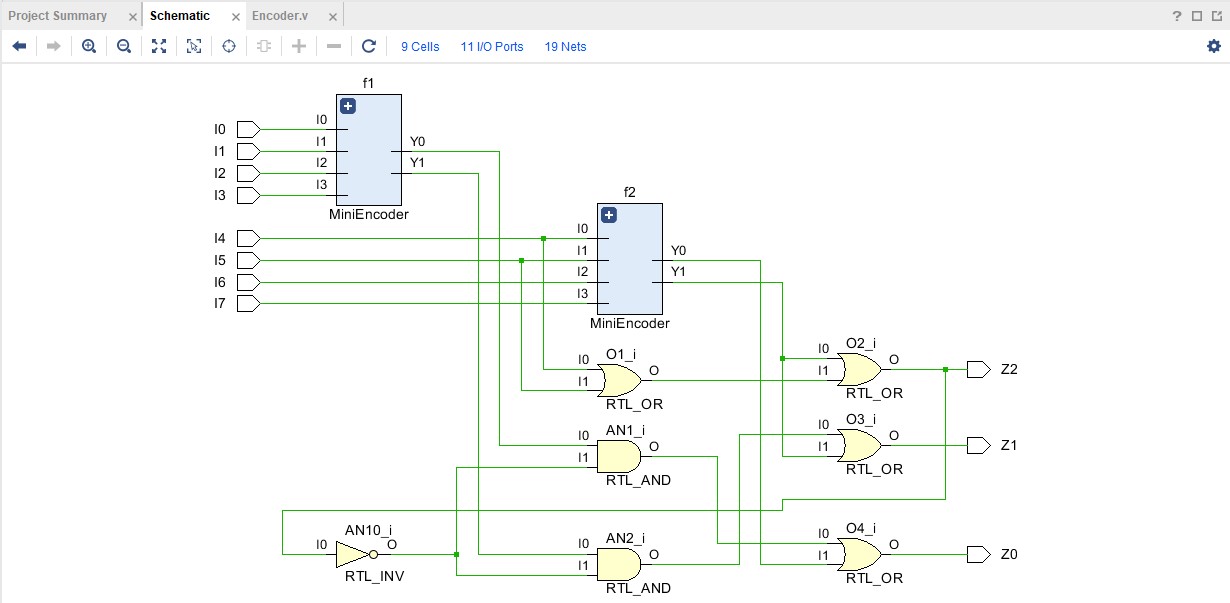 Project Summary × Schematic × Encoder.v × ?
9 Cells 11 I/O Ports 19 Nets
f1
I0 I0
I1 I1 Y0
I2 I2 Y1
I3 I3
MiniEncoder
f2
I4 I0
I5 I1 Y0
I6 I2 Y1
I7 I3
MiniEncoder
O1_i O2_i
I0 O I0 O Z2
I1 I1
RTL_OR RTL_OR
AN1_i O3_i
I0 O I0 O Z1
I1 I1
RTL_AND RTL_OR
AN10_i AN2_i O4_i
I0 O I0 O I0 O Z0
I1 I1
RTL_INV RTL_AND RTL_OR